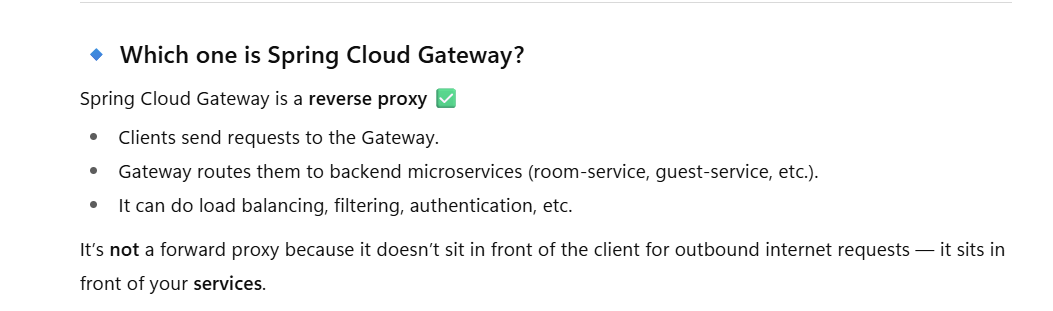 🔹 Which one is Spring Cloud Gateway?
Spring Cloud Gateway is a reverse proxy ✅
• Clients send requests to the Gateway.
• Gateway routes them to backend microservices (room-service, guest-service, etc.).
• It can do load balancing, filtering, authentication, etc.
It’s not a forward proxy because it doesn’t sit in front of the client for outbound internet requests — it sits in
front of your services.